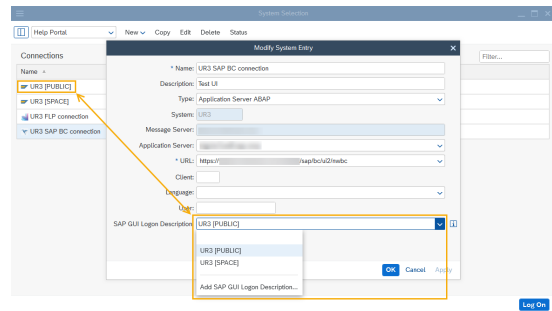 System Selection
Help Portal New Copy Edit Delete Status
Modify System Entry
Connections
Filter...
Name
UR3 [PUBLIC]
UR3 [SPACE]
UR3 FLP connection
UR3 SAP BC connection
* Name: UR3 SAP BC connection
Description: Test UI
Type: Application Server ABAP
System: UR3
Message Server:
Application Server:
* URL: https:// /sap/bc/ui2/nwbc
Client:
Language:
User:
SAP GUI Logon Description: UR3 [PUBLIC]
UR3 [PUBLIC]
UR3 [SPACE]
Add SAP GUI Logon Description...
OK Cancel Apply
Log On